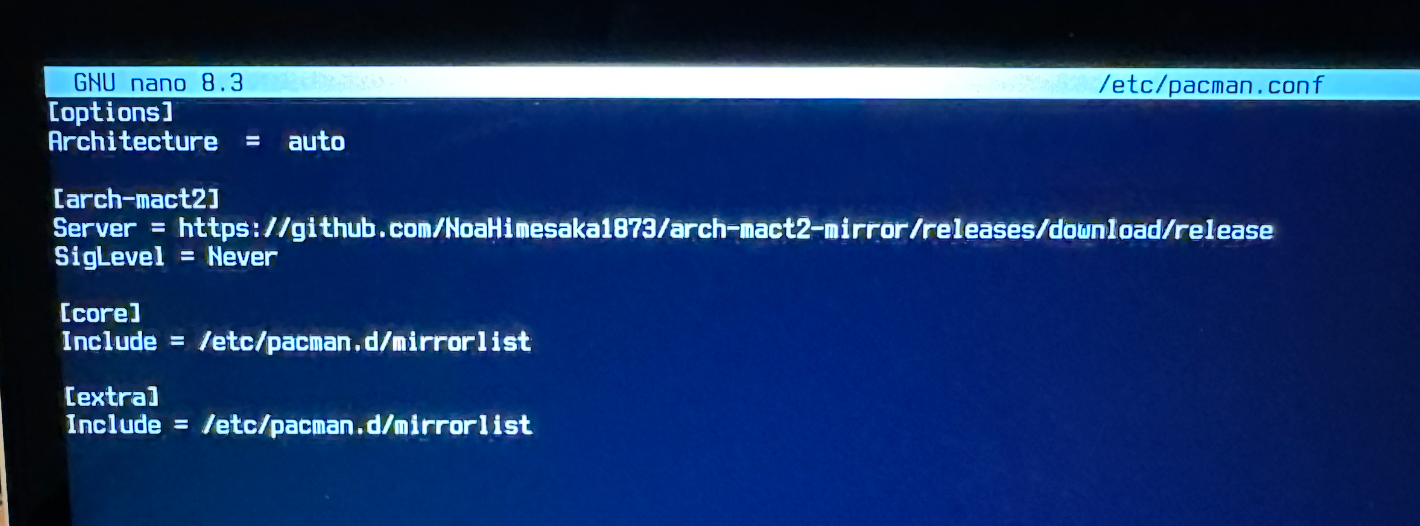 GNU nano 8.3 /etc/pacman.conf
[options]
Architecture = auto
[arch-mact2]
Server = https://github.com/NoaHimesaka1873/arch-mact2-mirror/releases/download/release
SigLevel = Never
[core]
Include = /etc/pacman.d/mirrorlist
[extra]
Include = /etc/pacman.d/mirrorlist